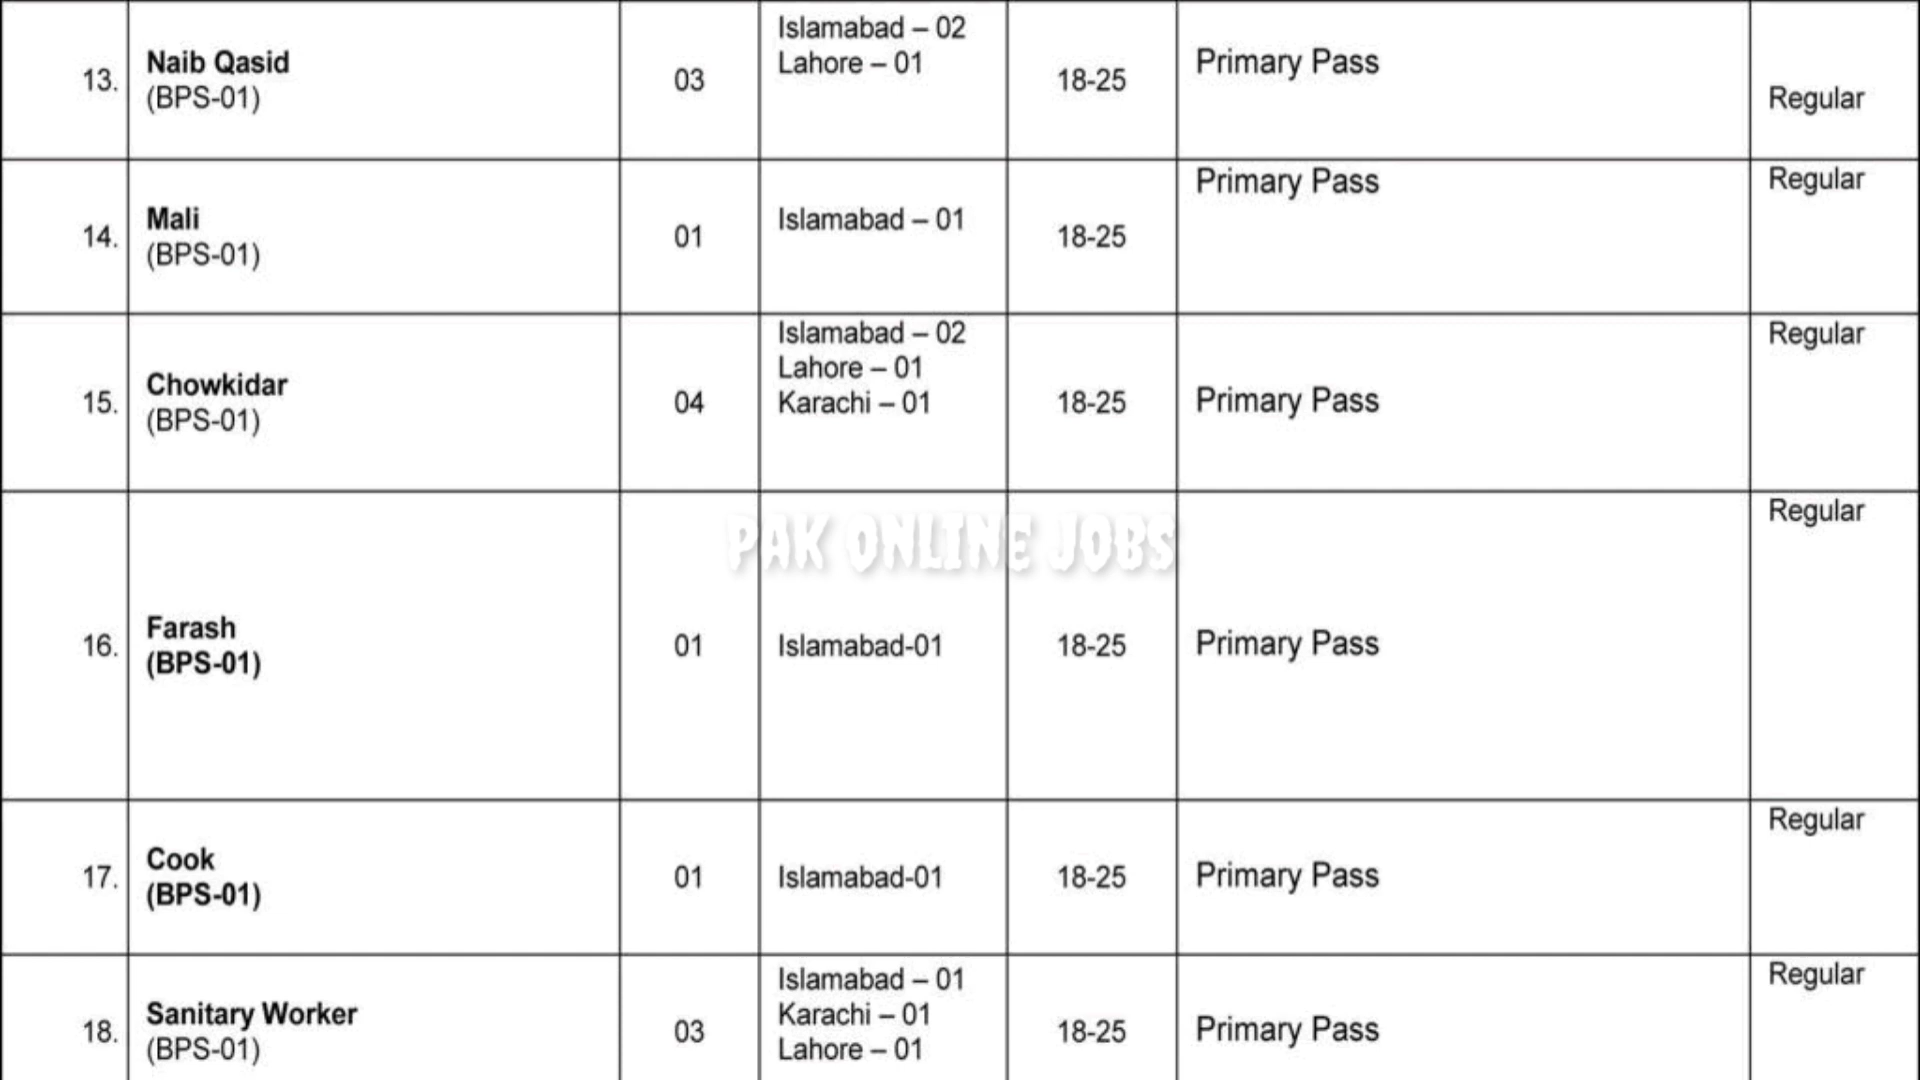 13.
Naib Qasid
(BPS-01)
03
Islamabad – 02
Lahore – 01
18-25
Primary Pass
Regular
14.
Mali
(BPS-01)
01
Islamabad – 01
18-25
Primary Pass
Regular
15.
Chowkidar
(BPS-01)
04
Islamabad – 02
Lahore – 01
Karachi – 01
18-25
Primary Pass
Regular
PAK ONLINE JOBS
16.
Farash
(BPS-01)
01
Islamabad-01
18-25
Primary Pass
Regular
17.
Cook
(BPS-01)
01
Islamabad-01
18-25
Primary Pass
Regular
18.
Sanitary Worker
(BPS-01)
03
Islamabad – 01
Karachi – 01
Lahore – 01
18-25
Primary Pass
Regular